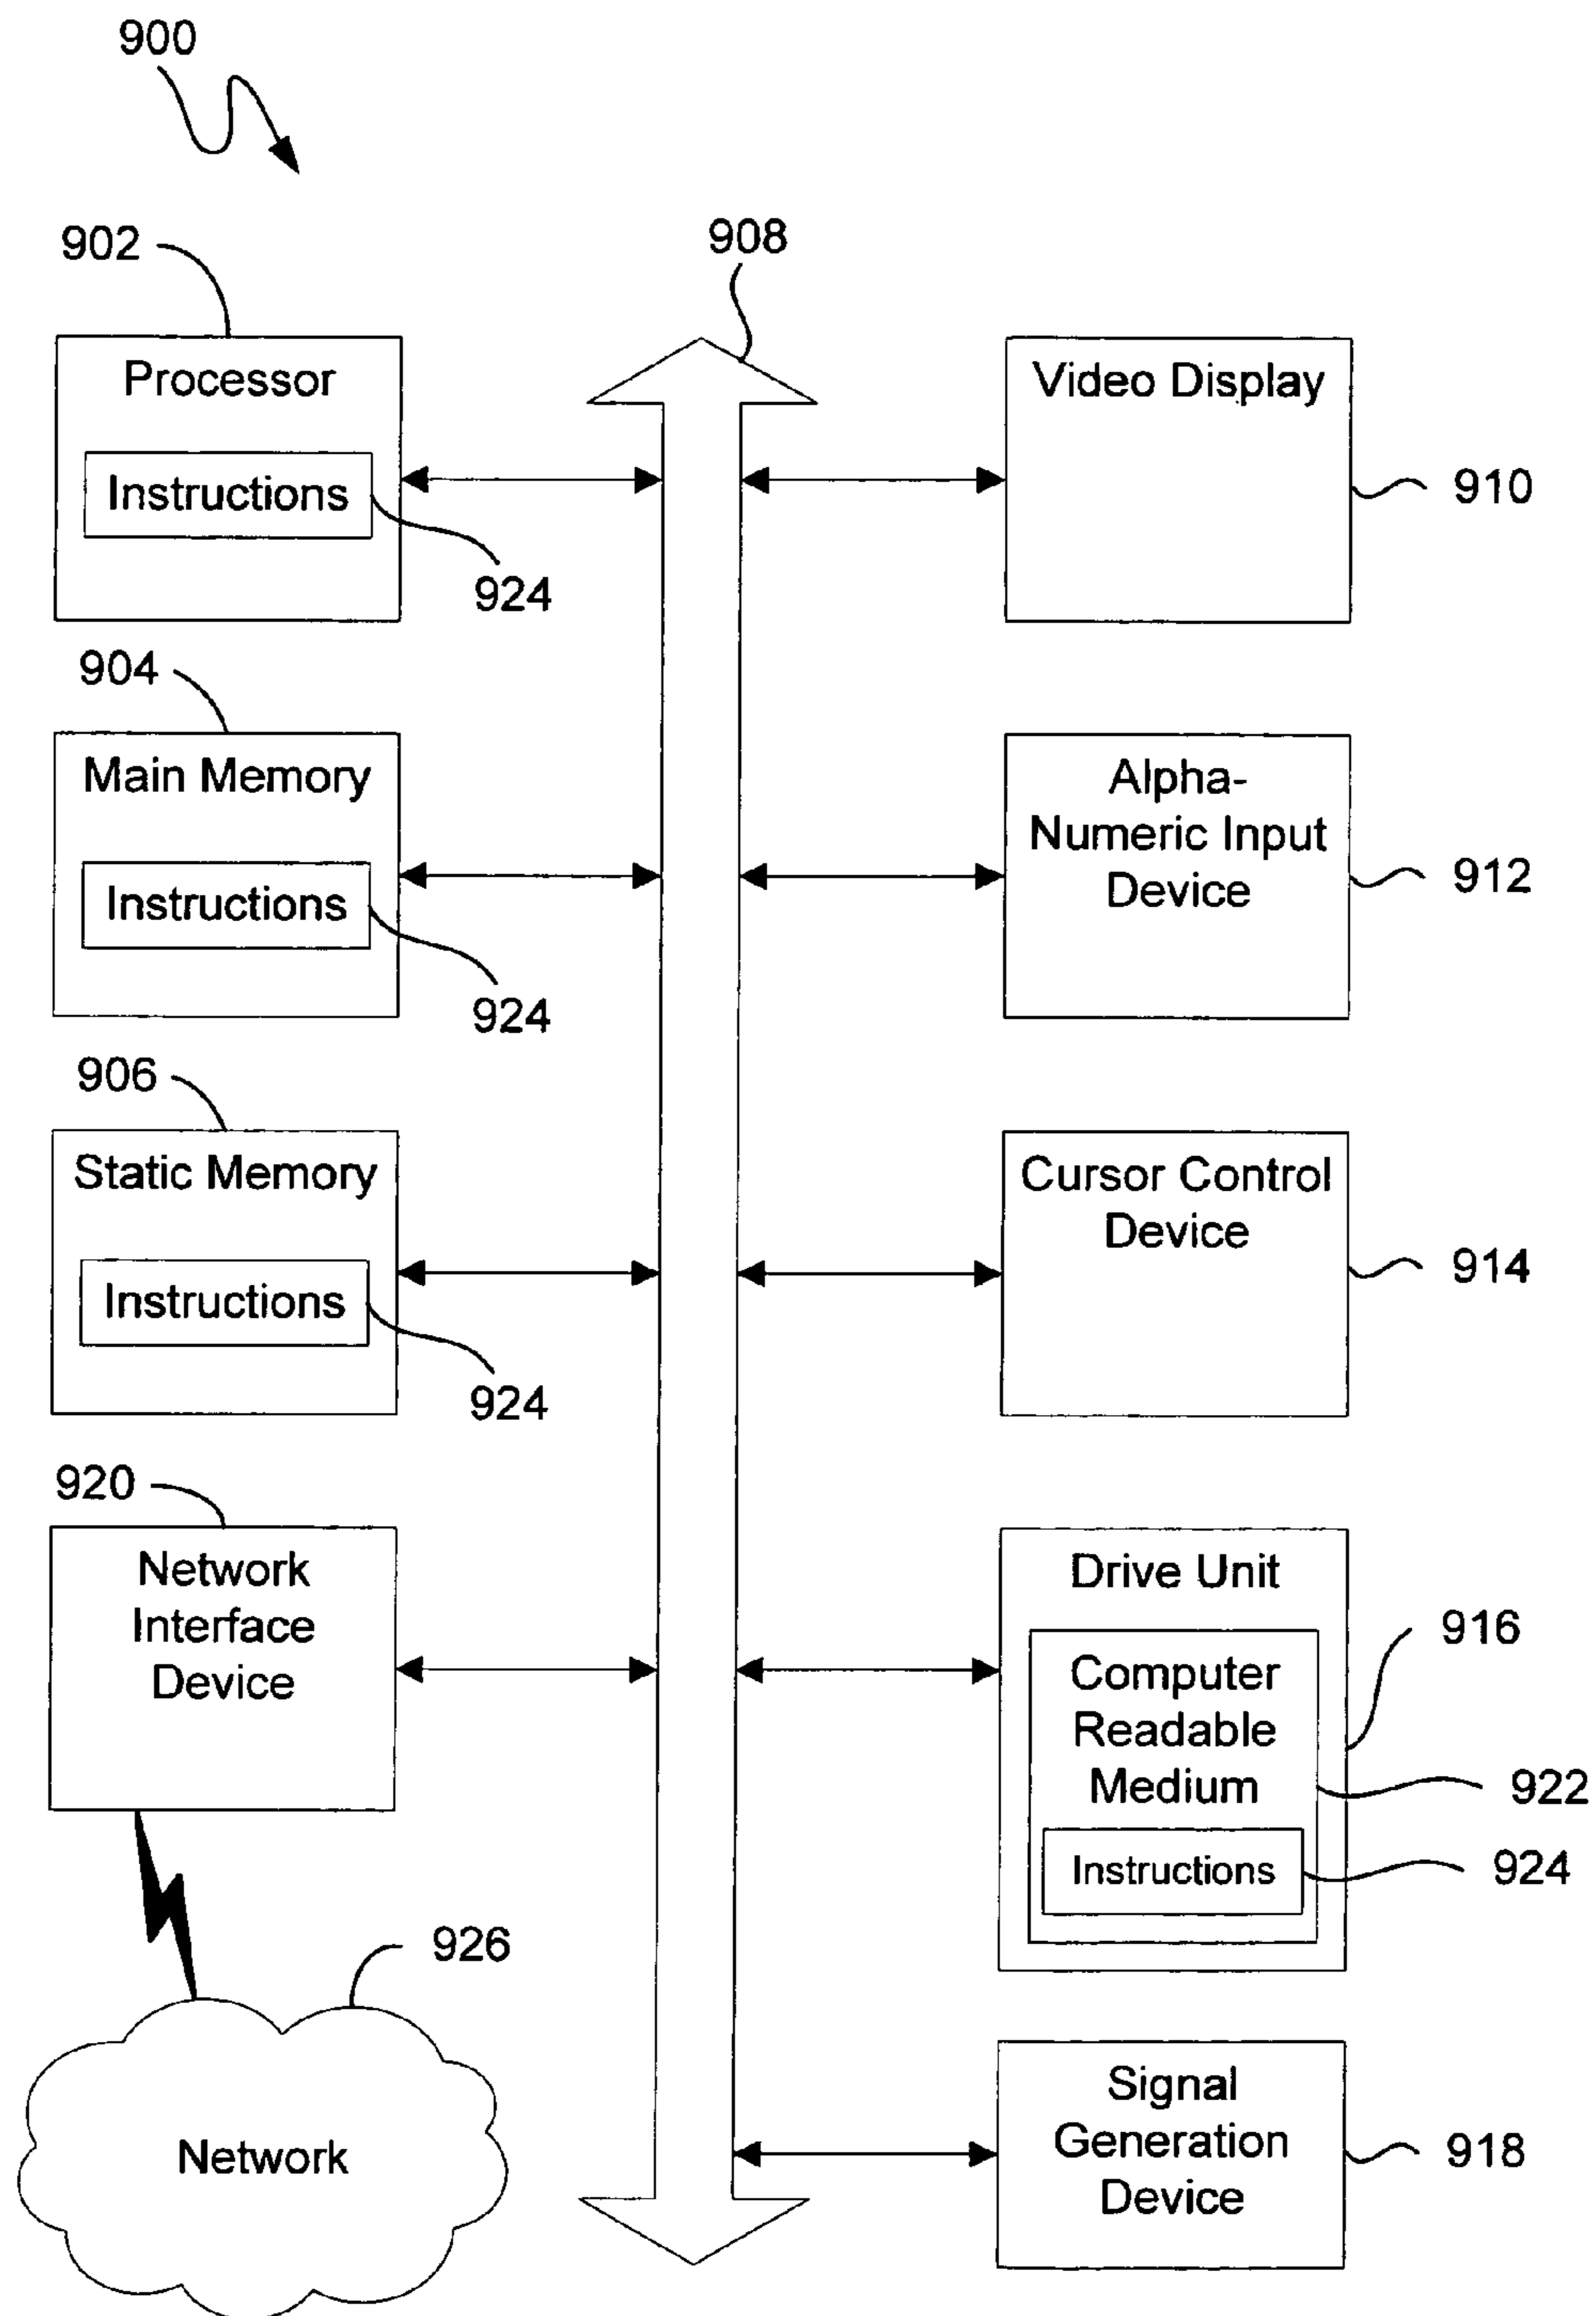 900
902
908
Processor
Instructions
924
Video Display
910
904
Main Memory
Instructions
924
Alpha-
Numeric Input
Device
912
906
Static Memory
Instructions
924
Cursor Control
Device
914
920
Network
Interface
Device
Drive Unit
916
Computer
Readable
Medium
922
Instructions
924
926
Network
Signal
Generation
Device
918